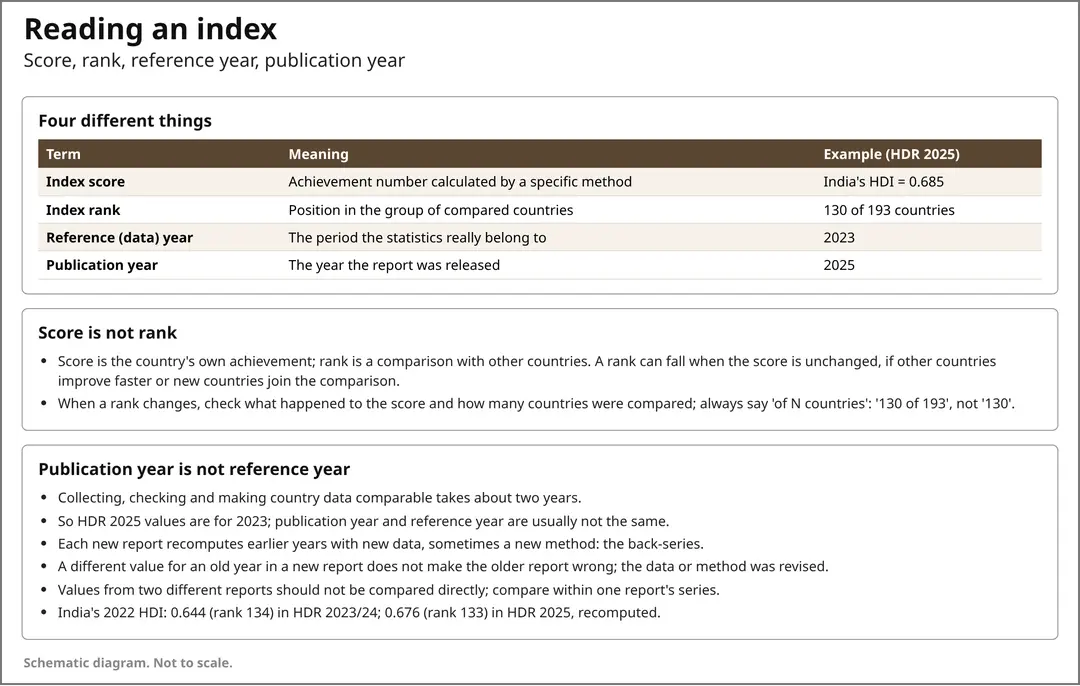 Reading an index
Score, rank, reference year, publication year
Four different things
Term Meaning Example (HDR 2025)
Index score Achievement number calculated by a specific method India's HDI = 0.685
Index rank Position in the group of compared countries 130 of 193 countries
Reference (data) year The period the statistics really belong to 2023
Publication year The year the report was released 2025
Score is not rank
• Score is the country's own achievement; rank is a comparison with other countries. A rank can fall when the score is unchanged, if other countries
improve faster or new countries join the comparison.
• When a rank changes, check what happened to the score and how many countries were compared; always say 'of N countries': '130 of 193', not '130'.
Publication year is not reference year
• Collecting, checking and making country data comparable takes about two years.
• So HDR 2025 values are for 2023; publication year and reference year are usually not the same.
• Each new report recomputes earlier years with new data, sometimes a new method: the back-series.
• A different value for an old year in a new report does not make the older report wrong; the data or method was revised.
• Values from two different reports should not be compared directly; compare within one report's series.
• India's 2022 HDI: 0.644 (rank 134) in HDR 2023/24; 0.676 (rank 133) in HDR 2025, recomputed.
Schematic diagram. Not to scale.